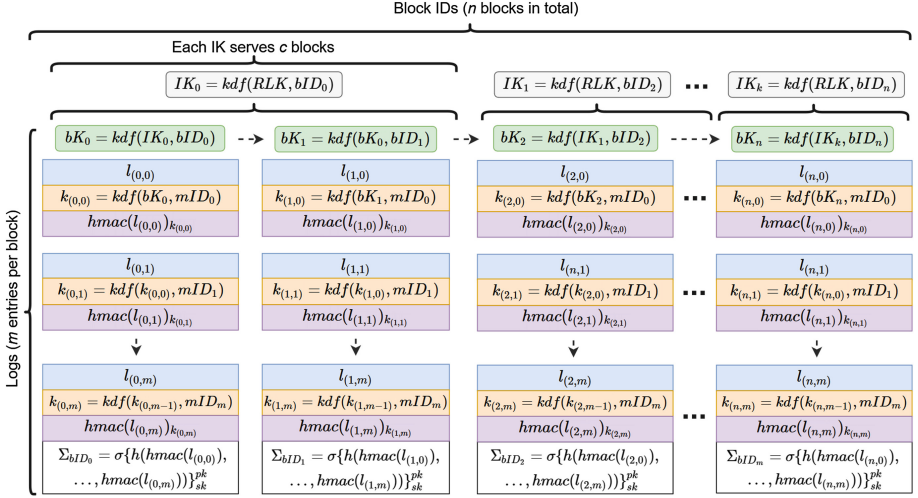 Block IDs (n blocks in total)
Each IK serves c blocks
IK_0 = kdf(RLK, bID_0)
IK_1 = kdf(RLK, bID_2)
...
IK_k = kdf(RLK, bID_n)
Logs (m entries per block)
bK_0 = kdf(IK_0, bID_0)
bK_1 = kdf(bK_0, bID_1)
bK_2 = kdf(IK_1, bID_2)
bK_n = kdf(IK_k, bID_n)
l_(0,0)
k_(0,0) = kdf(bK_0, mID_0)
hmac(l_(0,0))_k_(0,0)
l_(1,0)
k_(1,0) = kdf(bK_1, mID_0)
hmac(l_(1,0))_k_(1,0)
l_(2,0)
k_(2,0) = kdf(bK_2, mID_0)
hmac(l_(2,0))_k_(2,0)
...
l_(n,0)
k_(n,0) = kdf(bK_n, mID_0)
hmac(l_(n,0))_k_(n,0)
l_(0,1)
k_(0,1) = kdf(k_(0,0), mID_1)
hmac(l_(0,1))_k_(0,1)
l_(1,1)
k_(1,1) = kdf(k_(1,0), mID_1)
hmac(l_(1,1))_k_(1,1)
l_(n,1)
k_(2,1) = kdf(k_(2,0), mID_1)
hmac(l_(2,1))_k_(2,1)
...
l_(n,1)
k_(n,1) = kdf(k_(n,0), mID_1)
hmac(l_(n,1))_k_(n,1)
l_(0,m)
k_(0,m) = kdf(k_(0,m−1), mID_m)
hmac(l_(0,m))_k_(0,m)
Σ_bID_0 = σ{h(hmac(l_(0,0)),
..., hmac(l_(0,m)))}^pk_sk
l_(1,m)
k_(1,m) = kdf(k_(1,m−1), mID_m)
hmac(l_(1,m))_k_(1,m)
Σ_bID_1 = σ{h(hmac(l_(1,0)),
..., hmac(l_(1,m)))}^pk_sk
l_(2,m)
k_(2,m) = kdf(k_(2,m−1), mID_m)
hmac(l_(2,m))_k_(2,m)
Σ_bID_2 = σ{h(hmac(l_(2,0)),
..., hmac(l_(2,m)))}^pk_sk
...
l_(n,m)
k_(n,m) = kdf(k_(n,m−1), mID_m)
hmac(l_(n,m))_k_(n,m)
Σ_bID_m = σ{h(hmac(l_(n,0)),
..., hmac(l_(n,m)))}^pk_sk